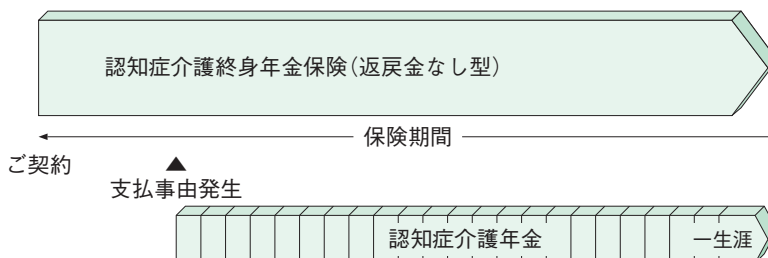 認知症介護終身年金保険（返戻金なし型）
保険期間
ご契約
支払事由発生
認知症介護年金
一生涯